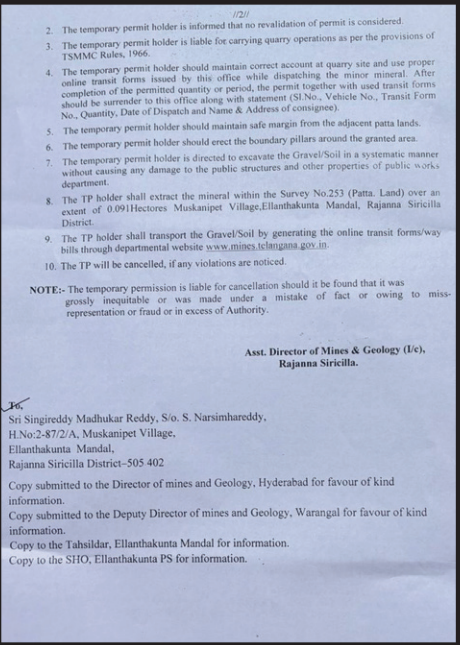 //2//
2. The temporary permit holder is informed that no revalidation of permit is considered.
3. The temporary permit holder is liable for carrying quarry operations as per the provisions of
TSMMC Rules, 1966.
4. The temporary permit holder should maintain correct account at quarry site and use proper
online transit forms issued by this office while dispatching the minor mineral. After
completion of the permitted quantity or period, the permit together with used transit forms
should be surrender to this office along with statement (Sl.No., Vehicle No., Transit Form
No., Quantity, Date of Dispatch and Name & Address of consignee).
5. The temporary permit holder should maintain safe margin from the adjacent patta lands.
6. The temporary permit holder should erect the boundary pillars around the granted area.
7. The temporary permit holder is directed to excavate the Gravel/Soil in a systematic manner
without causing any damage to the public structures and other properties of public works
department.
8. The TP holder shall extract the mineral within the Survey No.253 (Patta. Land) over an
extent of 0.091Hectores Muskanipet Village,Ellanthakunta Mandal, Rajanna Siricilla
District.
9. The TP holder shall transport the Gravel/Soil by generating the online transit forms/way
bills through departmental website www.mines.telangana.gov.in.
10. The TP will be cancelled, if any violations are noticed.
NOTE:- The temporary permission is liable for cancellation should it be found that it was
grossly inequitable or was made under a mistake of fact or owing to miss-
representation or fraud or in excess of Authority.
Asst. Director of Mines & Geology (I/c),
Rajanna Siricilla.
To,
Sri Singireddy Madhukar Reddy, S/o. S. Narsimhareddy,
H.No:2-87/2/A, Muskanipet Village,
Ellanthakunta Mandal,
Rajanna Siricilla District–505 402
Copy submitted to the Director of mines and Geology, Hyderabad for favour of kind
information.
Copy submitted to the Deputy Director of mines and Geology, Warangal for favour of kind
information.
Copy to the Tahsildar, Ellanthakunta Mandal for information.
Copy to the SHO, Ellanthakunta PS for information.